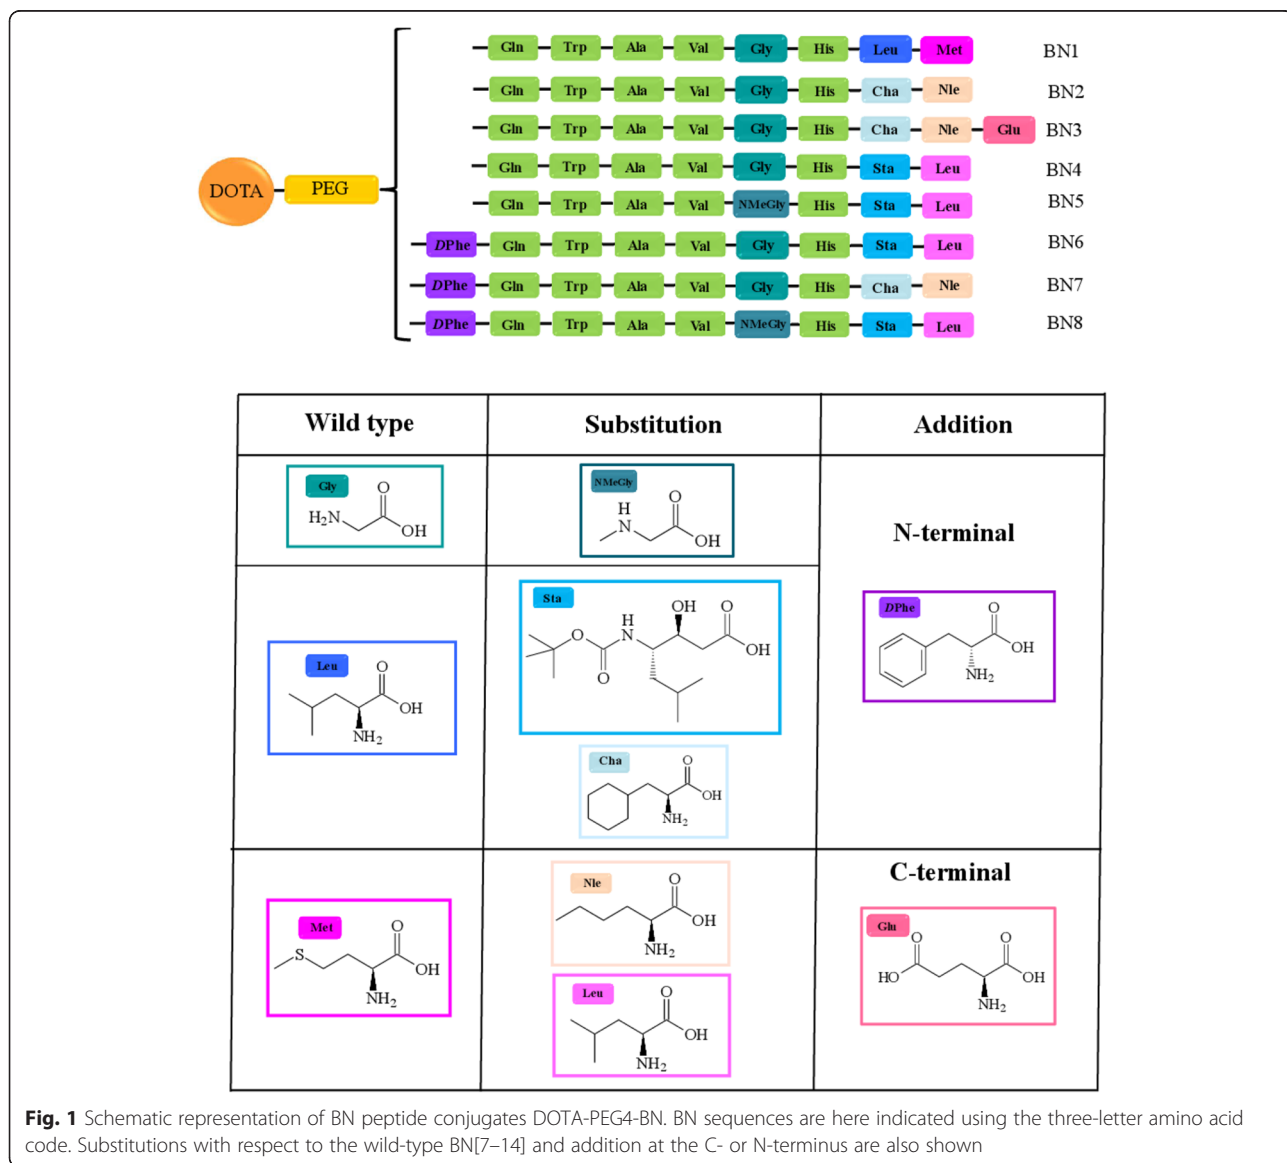 Gln Trp Ala Val Gly His Leu Met BN1
Gln Trp Ala Val Gly His Cha Nle BN2
Gln Trp Ala Val Gly His Cha Nle Glu BN3
Gln Trp Ala Val Gly His Sta Leu BN4
DOTA PEG
Gln Trp Ala Val NMeGly His Sta Leu BN5
DPhe Gln Trp Ala Val Gly His Sta Leu BN6
DPhe Gln Trp Ala Val Gly His Cha Nle BN7
DPhe Gln Trp Ala Val NMeGly His Sta Leu BN8
Wild type Substitution Addition
Gly
O
H2N
OH
NMeGly
H
N
O
OH
N-terminal
Leu
O
OH
NH2
Sta
OH O
H
O N
OH
O
DPhe
O
OH
NH2
Cha
O
OH
NH2
Met
O
S
OH
NH2
Nle
O
OH
NH2
Leu
O
OH
NH2
C-terminal
Glu
O O
HO OH
NH2
Fig. 1 Schematic representation of BN peptide conjugates DOTA-PEG4-BN. BN sequences are here indicated using the three-letter amino acid
code. Substitutions with respect to the wild-type BN[7–14] and addition at the C- or N-terminus are also shown